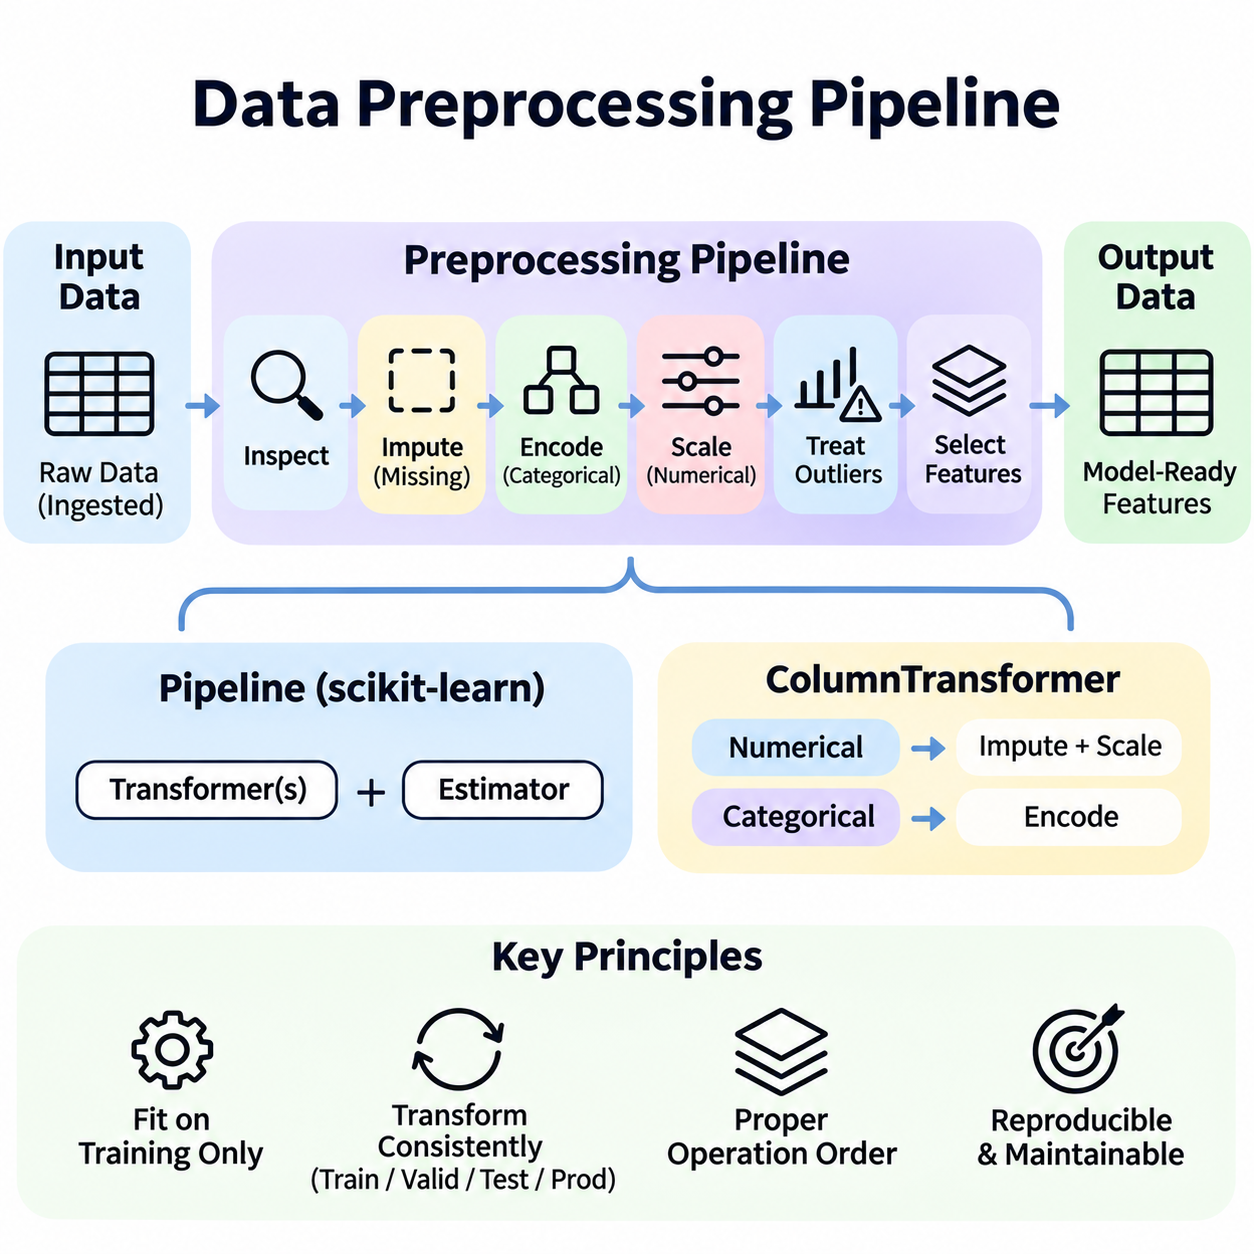 Data Preprocessing Pipeline
Input
Data
Raw Data
(Ingested)
Preprocessing Pipeline
Inspect
Impute
(Missing)
Encode
(Categorical)
Scale
(Numerical)
Treat
Outliers
Select
Features
Output
Data
Model-Ready
Features
Pipeline (scikit-learn)
Transformer(s) + Estimator
ColumnTransformer
Numerical
Impute + Scale
Categorical
Encode
Key Principles
Fit on
Training Only
Transform
Consistently
(Train / Valid / Test / Prod)
Proper
Operation Order
Reproducible
& Maintainable